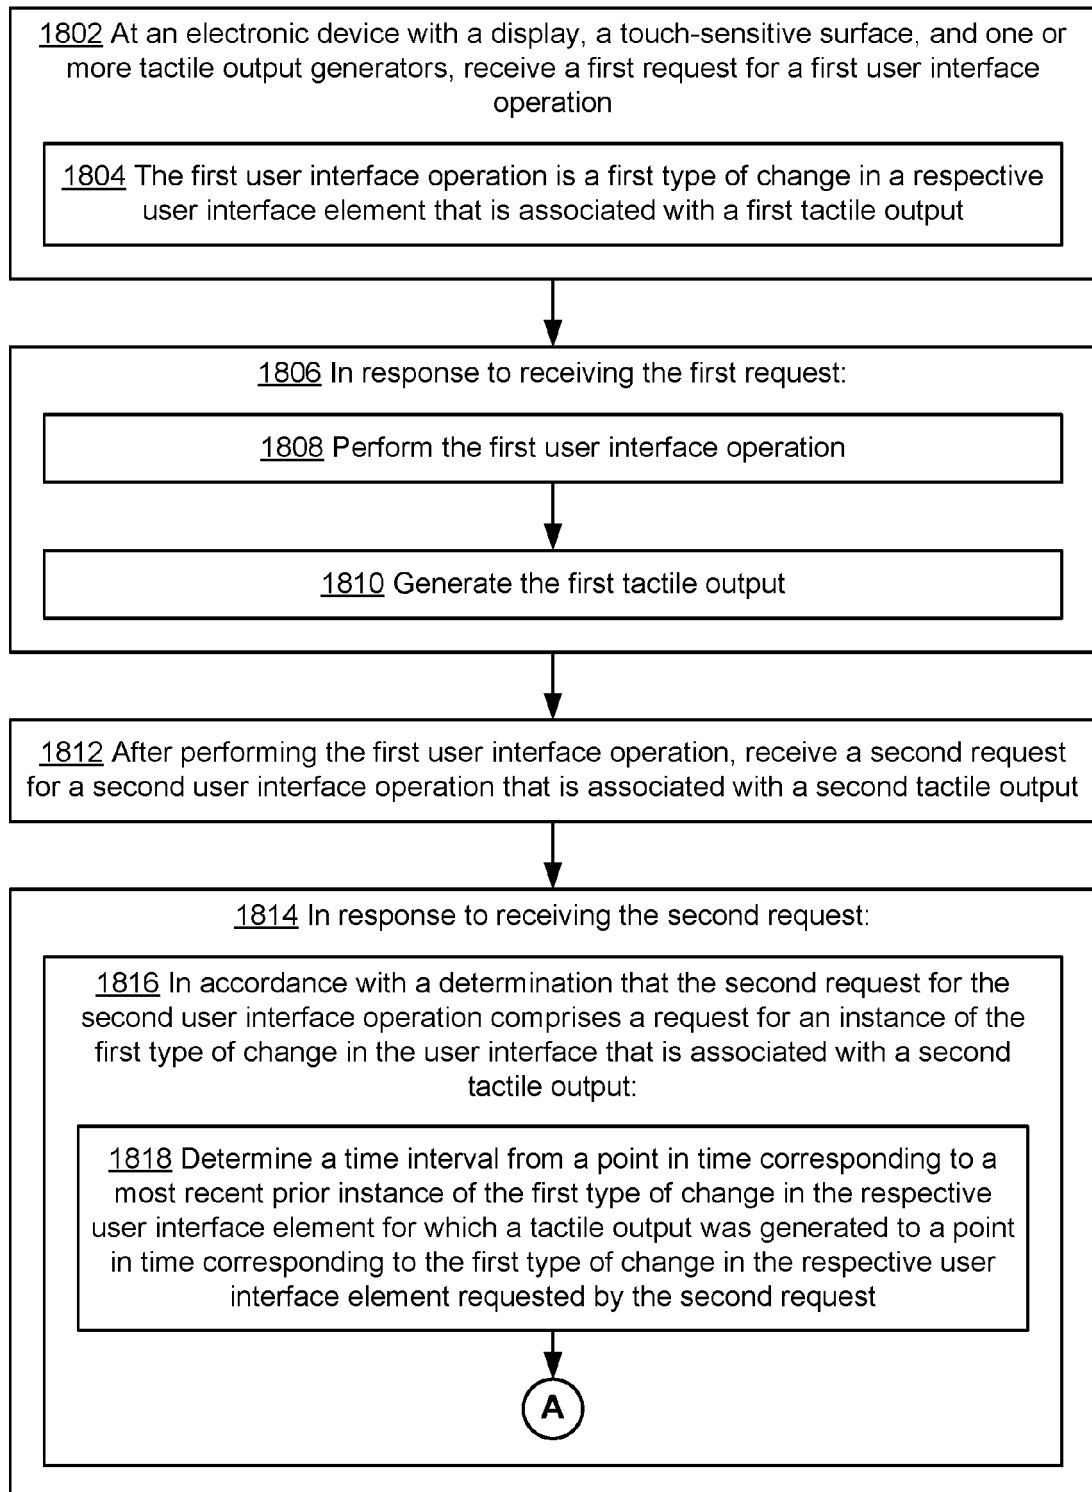 1802 At an electronic device with a display, a touch-sensitive surface, and one or
more tactile output generators, receive a first request for a first user interface
operation
1804 The first user interface operation is a first type of change in a respective
user interface element that is associated with a first tactile output
1806 In response to receiving the first request:
1808 Perform the first user interface operation
1810 Generate the first tactile output
1812 After performing the first user interface operation, receive a second request
for a second user interface operation that is associated with a second tactile output
1814 In response to receiving the second request:
1816 In accordance with a determination that the second request for the
second user interface operation comprises a request for an instance of the
first type of change in the user interface that is associated with a second
tactile output:
1818 Determine a time interval from a point in time corresponding to a
most recent prior instance of the first type of change in the respective
user interface element for which a tactile output was generated to a point
in time corresponding to the first type of change in the respective user
interface element requested by the second request
A